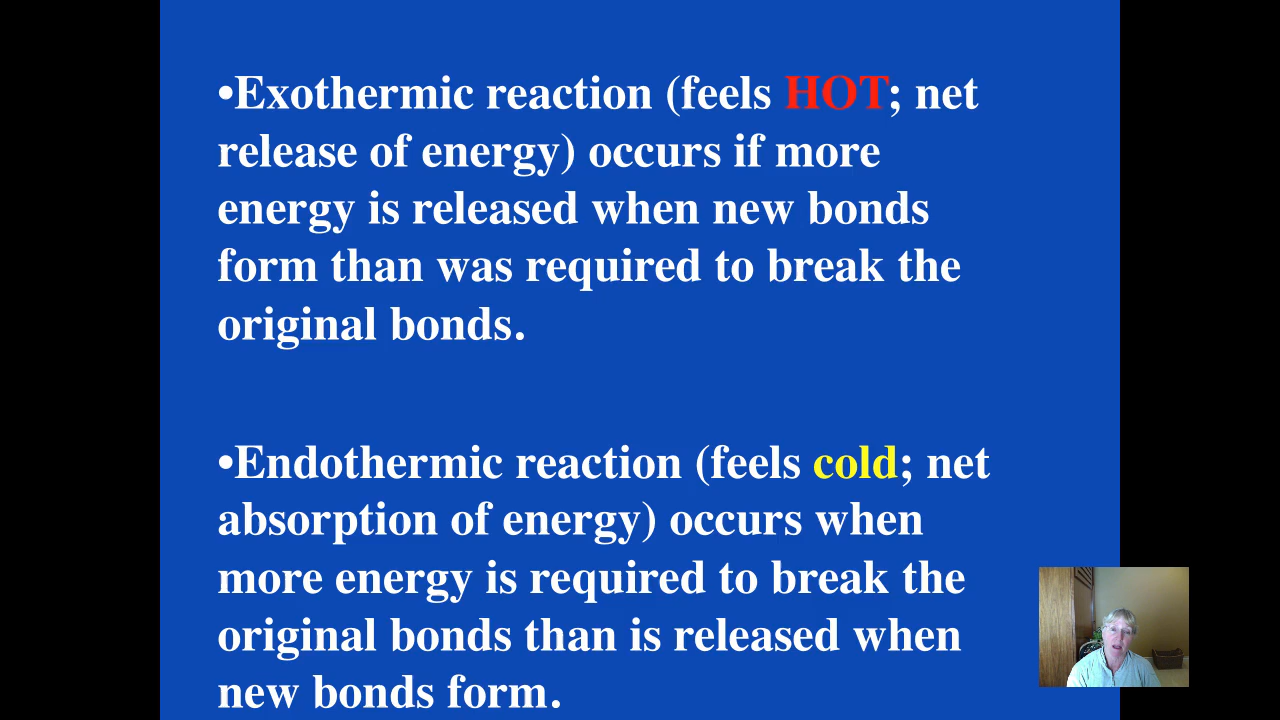 •Exothermic reaction (feels HOT; net
release of energy) occurs if more
energy is released when new bonds
form than was required to break the
original bonds.
•Endothermic reaction (feels cold; net
absorption of energy) occurs when
more energy is required to break the
original bonds than is released when
new bonds form.